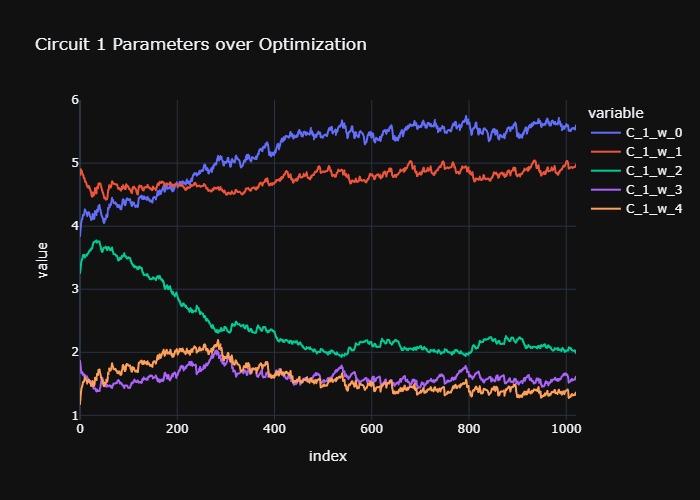 Circuit 1 Parameters over Optimization
variable
C_1_w_0
C_1_w_1
C_1_w_2
C_1_w_3
C_1_w_4
value
6
5
4
3
2
1
0 200 400 600 800 1000
index